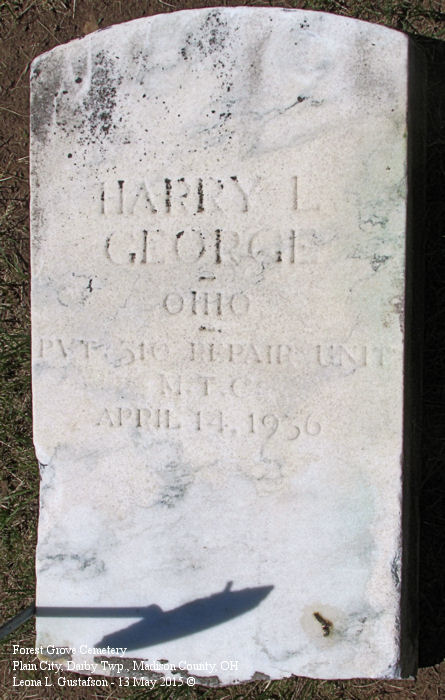 HARRY L
GEORGE
OHIO
PVT 310 REPAIR UNIT
M.T.C.
APRIL 14, 1936
Forest Grove Cemetery
Plain City, Darby Twp., Madison County, OH
Leona L. Gustafson - 13 May 2015 ©